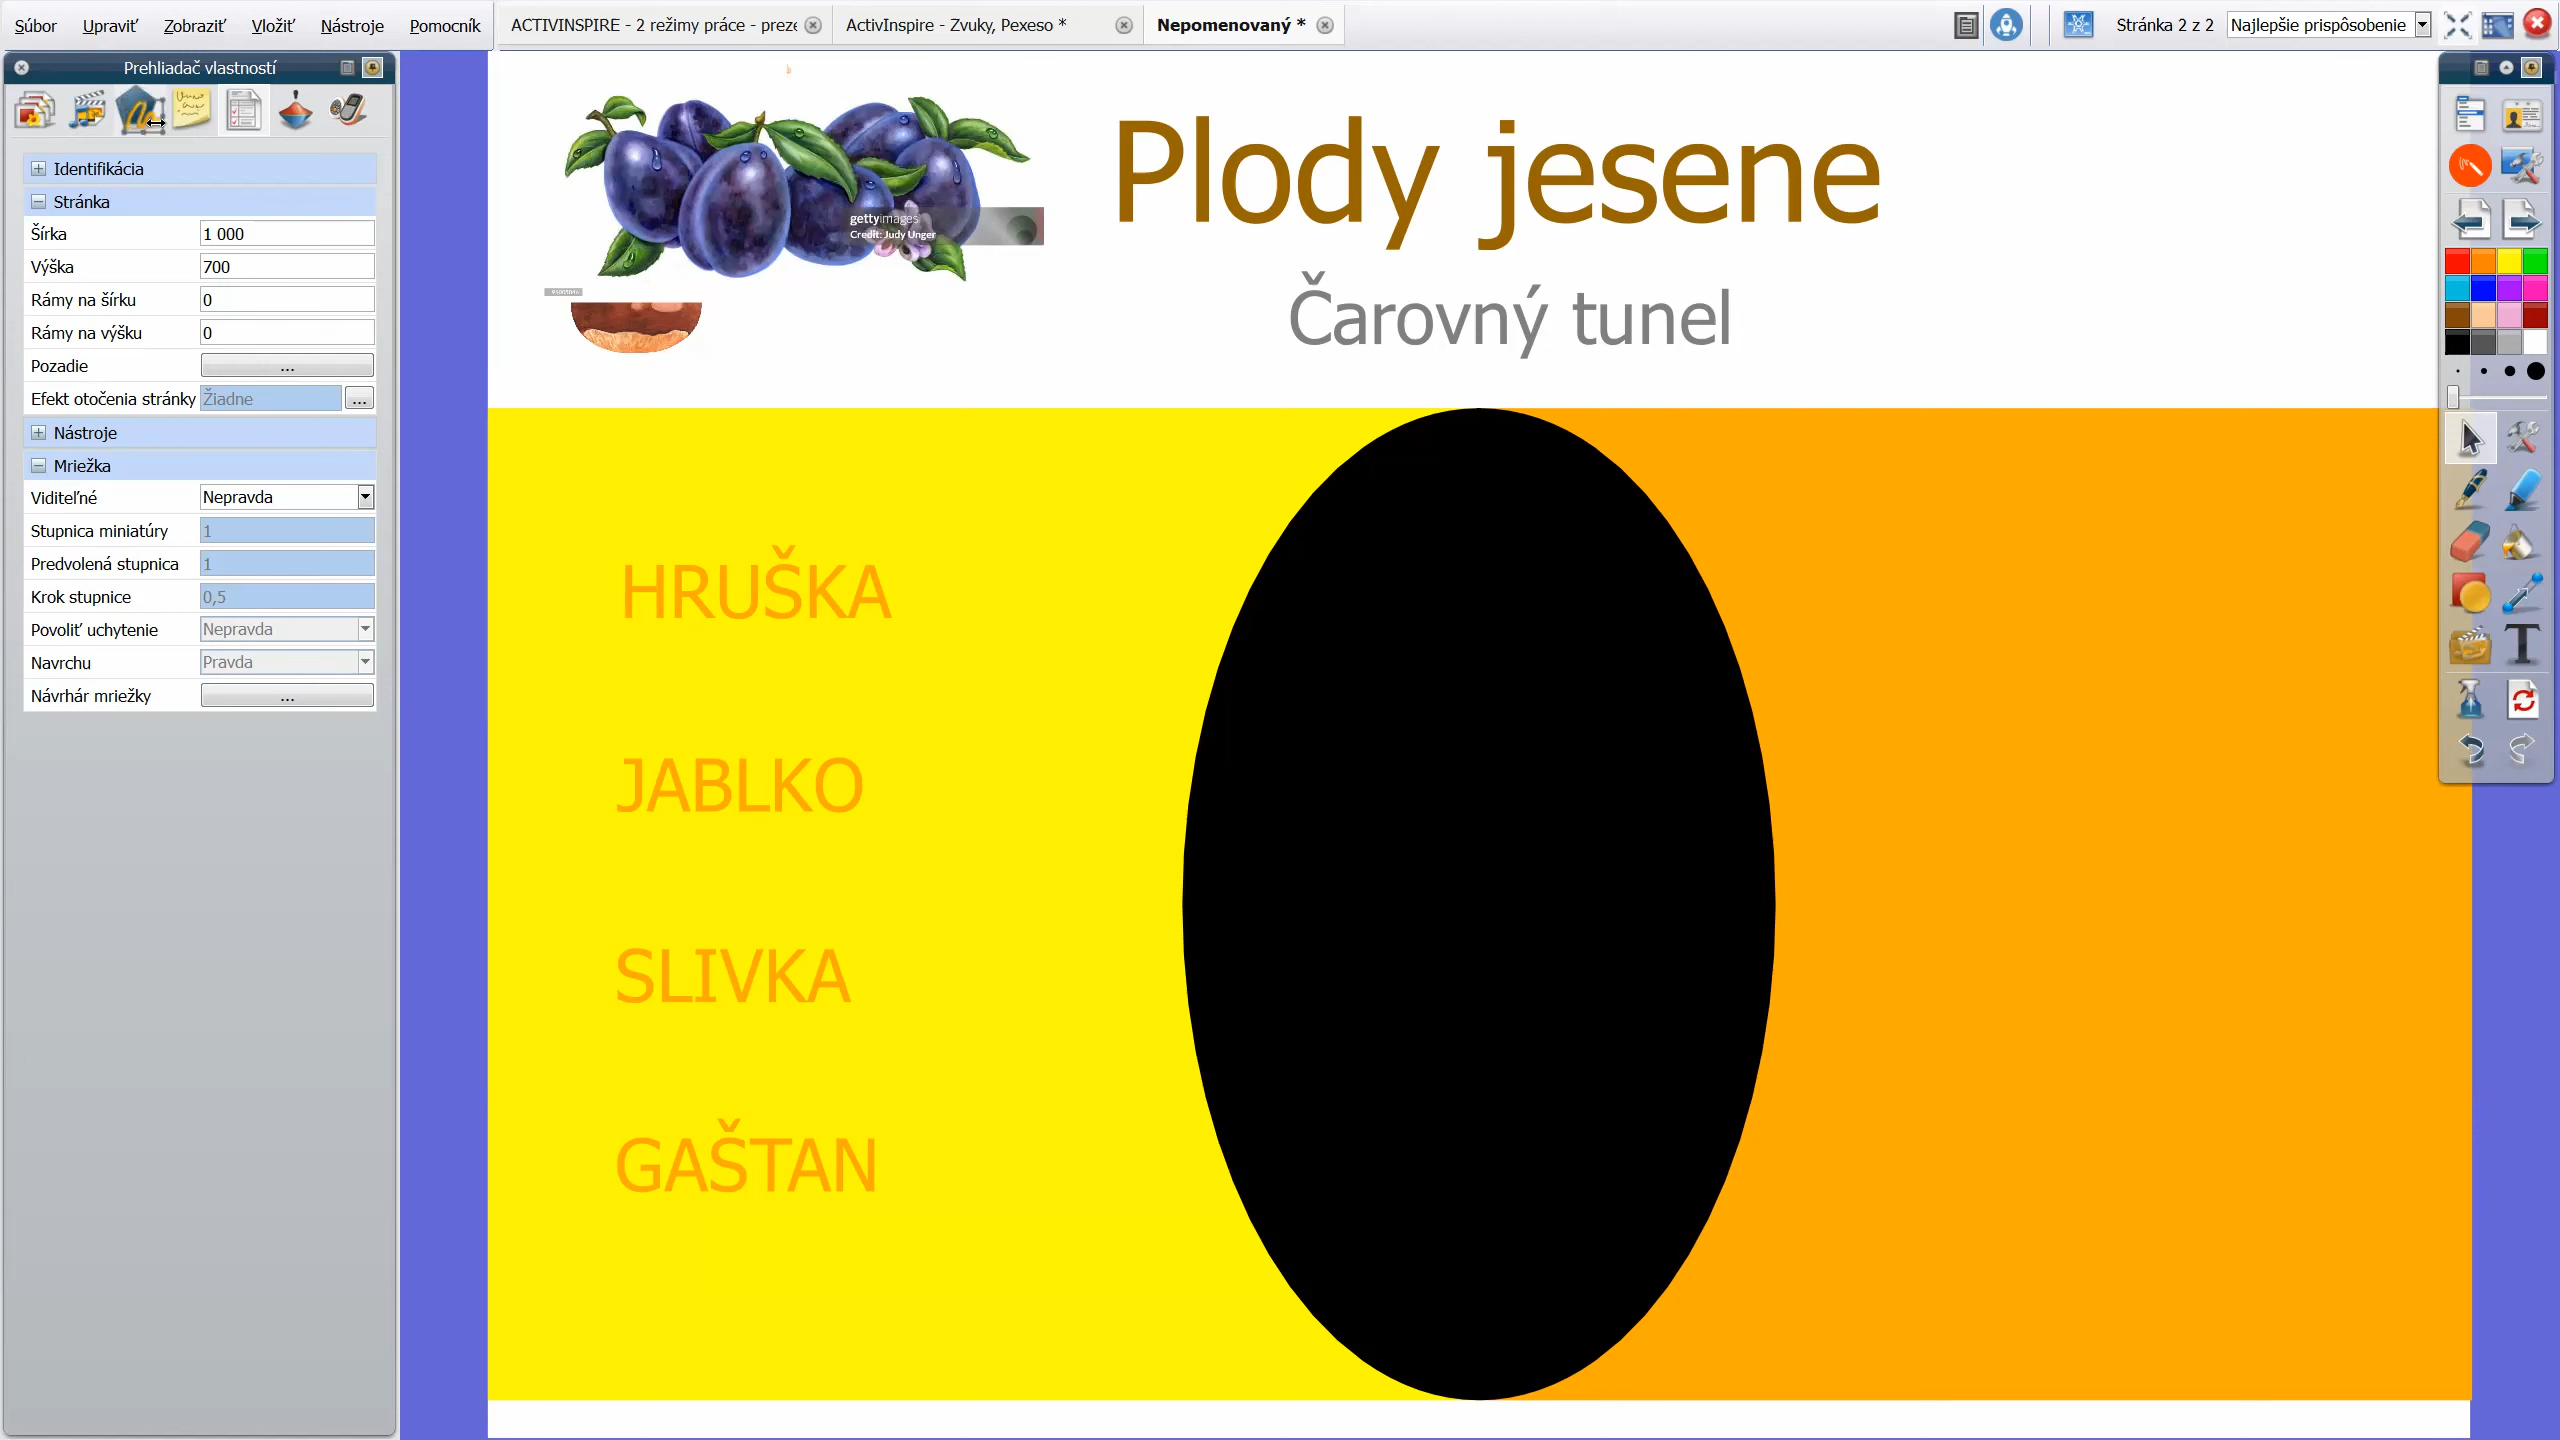 Súbor Upraviť Zobraziť Vložiť Nástroje Pomocník
ACTIVINSPIRE - 2 režimy práce - preze
ActivInspire - Zvuky, Pexeso *
Nepomenovaný *
Stránka 2 z 2
Najlepšie prispôsobenie
Prehliadač vlastností
Identifikácia
Stránka
Šírka 1 000
Výška 700
Rámy na šírku 0
Rámy na výšku 0
Pozadie ...
Efekt otočenia stránky Žiadne ...
Nástroje
Mriežka
Viditeľné Nepravda
Stupnica miniatúry 1
Predvolená stupnica 1
Krok stupnice 0,5
Povoliť uchytenie Nepravda
Navrchu Pravda
Návrhár mriežky ...
gettyimages
Credit: Judy Unger
Plody jesene
Čarovný tunel
HRUŠKA
JABLKO
SLIVKA
GAŠTAN